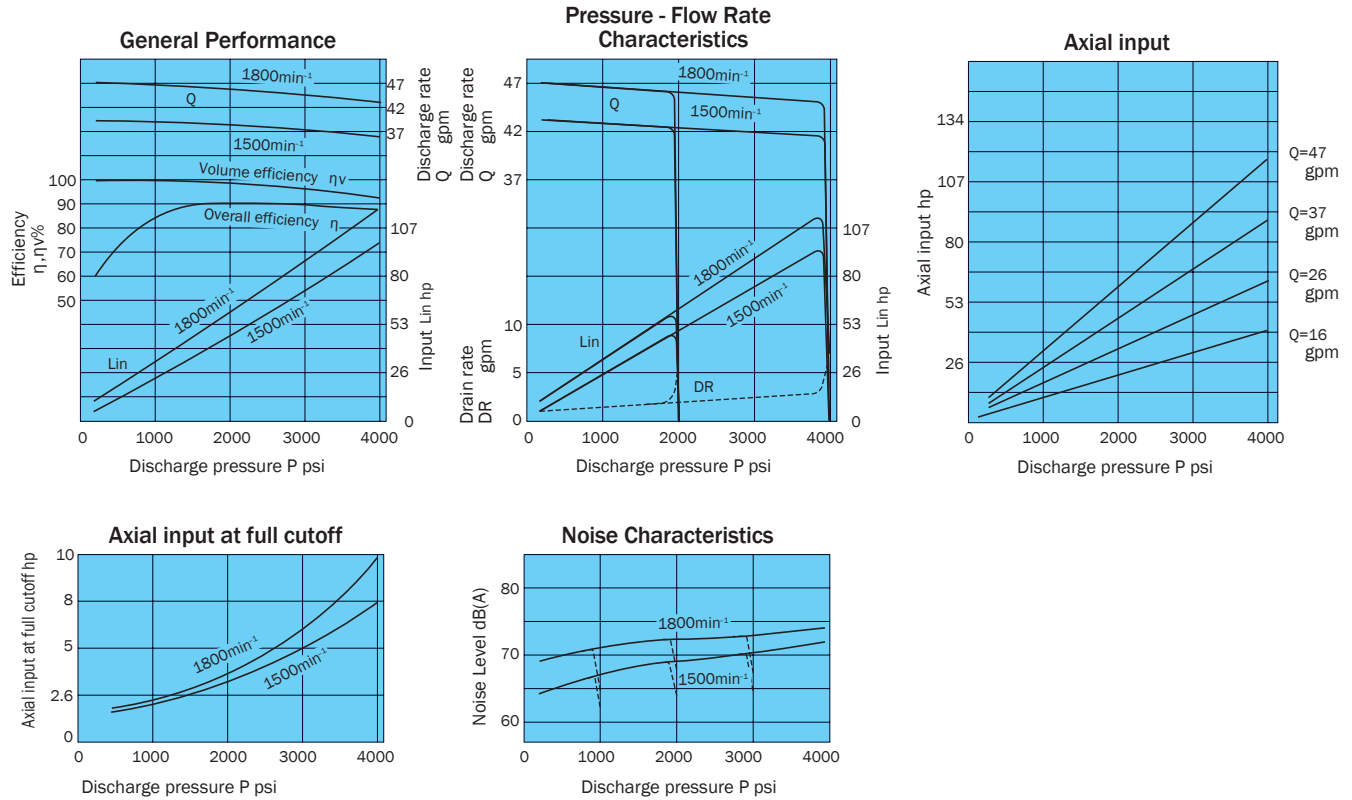 General Performance
1800min⁻¹
Q
1500min⁻¹
Volume efficiency ηv
Overall efficiency η
1800min⁻¹
1500min⁻¹
Lin
100
90
80
70
60
50
Efficiency
η,ηv%
47
42
37
Discharge rate
Q gpm
107
80
53
26
0
Input Lin hp
0
1000
2000
3000
4000
Discharge pressure P psi
Pressure - Flow Rate
Characteristics
1800min⁻¹
Q
1500min⁻¹
1800min⁻¹
1500min⁻¹
Lin
DR
47
42
37
Discharge rate
Q gpm
10
5
0
Drain rate
DR gpm
107
80
53
26
0
Input Lin hp
0
1000
2000
3000
4000
Discharge pressure P psi
Axial input
134
107
80
53
26
Axial input hp
Q=47
gpm
Q=37
gpm
Q=26
gpm
Q=16
gpm
0
1000
2000
3000
4000
Discharge pressure P psi
Axial input at full cutoff
10
8
5
2.6
0
Axial input at full cutoff hp
1800min⁻¹
1500min⁻¹
0
1000
2000
3000
4000
Discharge pressure P psi
Noise Characteristics
80
70
60
Noise Level dB(A)
1800min⁻¹
1500min⁻¹
0
1000
2000
3000
4000
Discharge pressure P psi